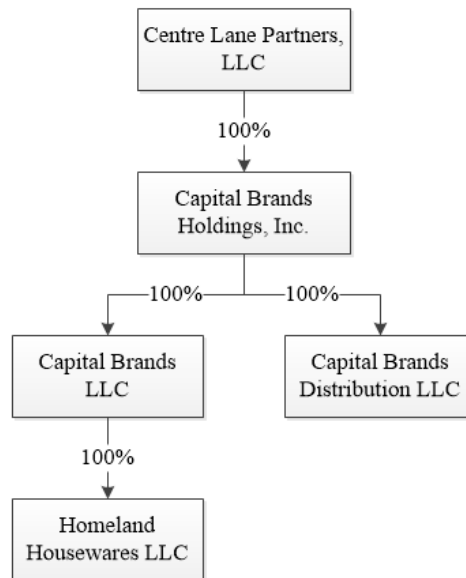 Centre Lane Partners,
LLC
100%
Capital Brands
Holdings, Inc.
100%
100%
Capital Brands
LLC
Capital Brands
Distribution LLC
100%
Homeland
Housewares LLC